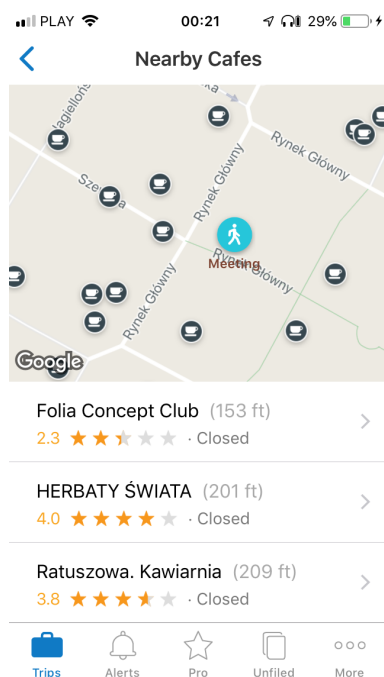 PLAY 00:21 29%
Nearby Cafes
Rynek Główny
Rynek Główny
Meeting
Rynek Główny
Rynek Główny
Google
Folia Concept Club (153 ft)
2.3 · Closed
HERBATY ŚWIATA (201 ft)
4.0 · Closed
Ratuszowa. Kawiarnia (209 ft)
3.8 · Closed
Trips Alerts Pro Unfiled More